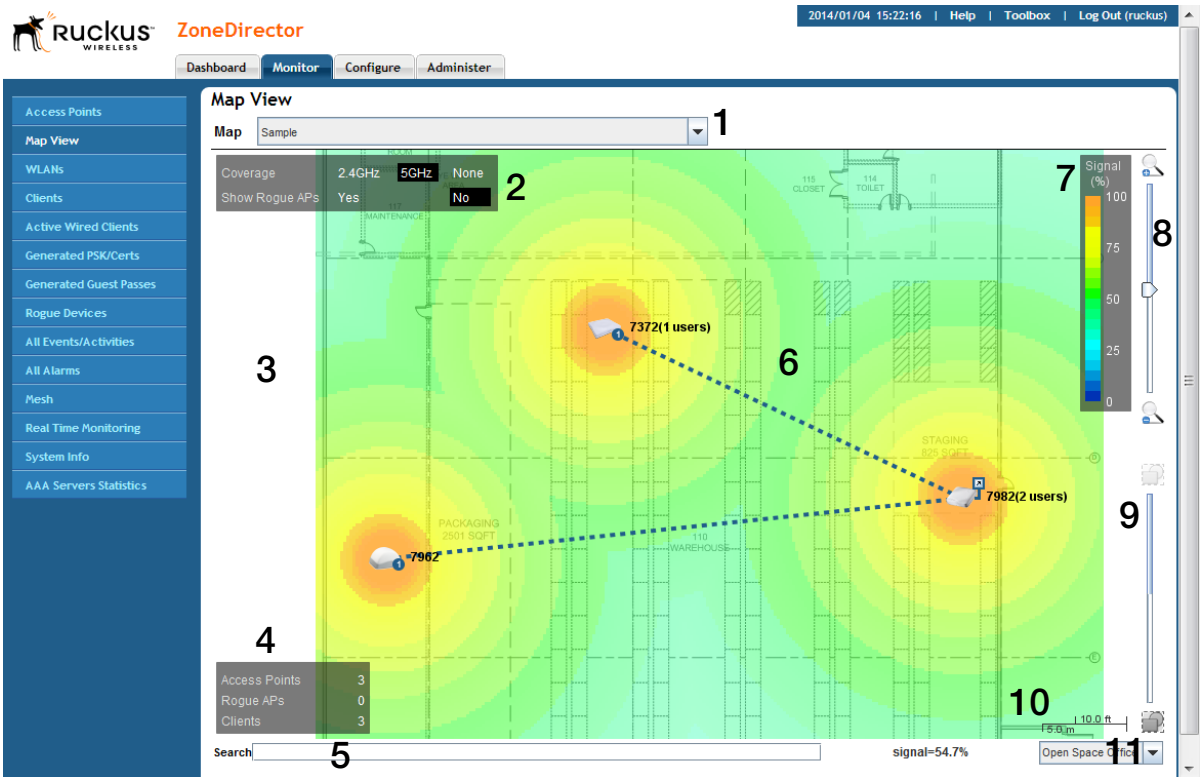 2014/01/04 15:22:16 | Help | Toolbox | Log Out (ruckus)
Ruckus WIRELESS
ZoneDirector
Dashboard Monitor Configure Administer
Access Points
Map View
WLANs
Clients
Active Wired Clients
Generated PSK/Certs
Generated Guest Passes
Rogue Devices
All Events/Activities
All Alarms
Mesh
Real Time Monitoring
System Info
AAA Servers Statistics
Map View
Map Sample 1
Coverage 2.4GHz 5GHz None
Show Rogue APs Yes No
2
ROOM
AREA
117
MAINTENANCE
115
CLOSET
114
TOILET
7
Signal
(%)
100
75
50
25
0
8
3
7372(1 users)
1
6
STAGING
825 SQFT
D
7982(2 users)
9
PACKAGING
2501 SQFT
110
WAREHOUSE
7962
1
4
E
Access Points 3
Rogue APs 0
Clients 3
10
10.0 ft
5.0 m
Search 5
signal=54.7%
Open Space Office 11